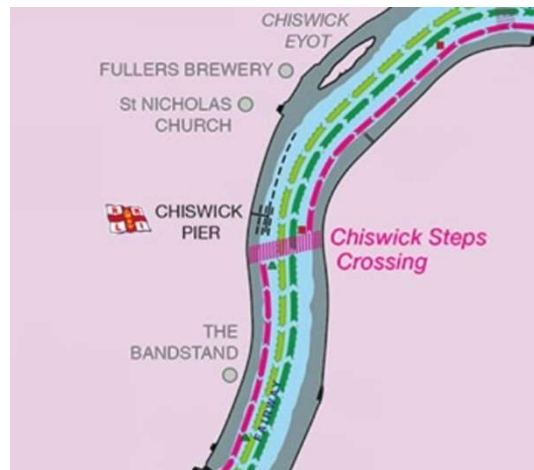 CHISWICK
EYOT
FULLERS BREWERY
St NICHOLAS
CHURCH
R N
L I
CHISWICK
PIER
Chiswick Steps
Crossing
THE
BANDSTAND
FAIRWAY